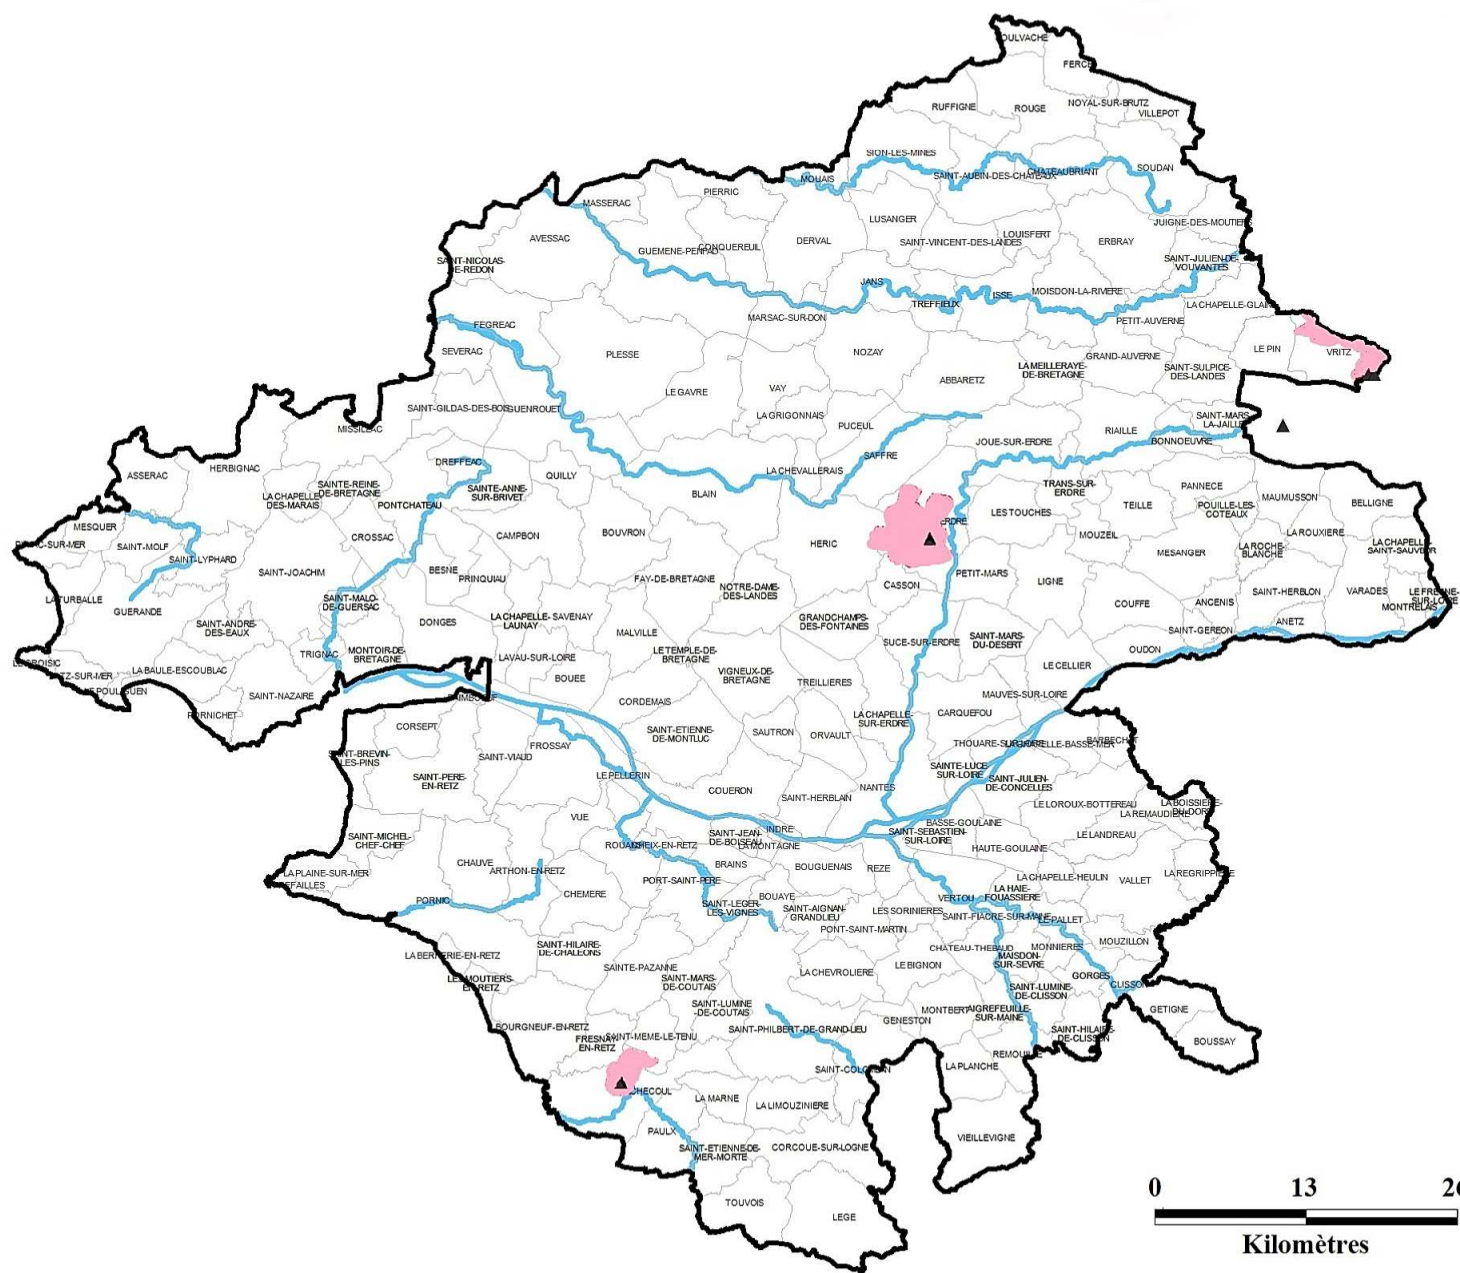 FERCE
RUFFIGNE
ROUGE
NOYAL-SUR-BRUTZ
VILLEPOT
SION-LES-MINES
SOUDAN
SAINT-AUBIN-DES-CHATEAUX
CHATEAUBRIANT
MOUAIS
PIERRIC
MASSERAC
LUSANGER
JUIGNE-DES-MOUTIERS
AVESSAC
CONQUEREUIL
DERVAL
SAINT-VINCENT-DES-LANDES
LOUISFERT
ERBRAY
GUEMENE-PENFAO
SAINT-NICOLAS-
DE-REDON
SAINT-JULIEN-DE-
VOUVANTES
JANS
TREFFIEUX
ISSE
MOISDON-LA-RIVERE
MARSAC-SUR-DON
PETIT-AUVERNE
FEGREAC
SEVERAC
PLESSE
NOZAY
LE PIN
VRITZ
GRAND-AUVERNE
LA MEILLERAYE-
DE-BRETAGNE
SAINT-SULPICE-
DES-LANDES
ABBARETZ
LE GAVRE
VAY
SAINT-GILDAS-DES-BOIS
GUENROUET
LA GRIGONNAIS
PUCEUL
SAINT-MARS-
LA-JAILLE
MISSILLAC
RIAILLE
BONNOEUVRE
JOUE-SUR-ERDRE
SAFFRE
DREFFEAC
HERBIGNAC
ASSERAC
QUILLY
LA CHEVALLERAIS
SAINTE-REINE-
DE-BRETAGNE
SAINTE-ANNE-
SUR-BRIVET
LA CHAPELLE-
DES-MARAIS
PONTCHATEAU
BLAIN
TRANS-SUR-
ERDRE
PANNECE
MAUMUSSON
BELLIGNE
TEILLE
POUILLE-LES-
COTEAUX
LES TOUCHES
ERDRE
MESQUER
CROSSAC
CAMPBON
BOUVRON
HERIC
MOUZEIL
LA ROUXIERE
SAINT-MOLF
MESANGER
LA ROCHE-
BLANCHE
LA CHAPELLE-
SAINT-SAUVEUR
SAINT-LYPHARD
SAINT-JOACHIM
BESNE
PRINQUIAU
FAY-DE-BRETAGNE
NOTRE-DAME-
DES-LANDES
CASSON
PETIT-MARS
LIGNE
SAINT-HERBLON
VARADES
LE FRESNE-
SUR-LOIRE
MONTRELAIS
LA TURBALLE
GUERANDE
SAINT-MALO-
DE-GUERSAC
COUFFE
ANCENIS
SAINT-ANDRE-
DES-EAUX
DONGES
LA CHAPELLE-
LAUNAY
SAVENAY
MALVILLE
GRANDCHAMPS-
DES-FONTAINES
SAINT-GEREON
ANETZ
SUCE-SUR-ERDRE
SAINT-MARS-
DU-DESERT
OUDON
TRIGNAC
MONTOIR-DE-
BRETAGNE
LAVAU-SUR-LOIRE
LE TEMPLE-DE-
BRETAGNE
LE CELLIER
LA BAULE-ESCOUBLAC
BOUEE
VIGNEUX-DE-
BRETAGNE
TREILLIERES
SAINT-NAZAIRE
CORDEMAIS
MAUVES-SUR-LOIRE
PORNICHET
CORSEPT
LA CHAPELLE-
SUR-ERDRE
CARQUEFOU
SAINT-ETIENNE-
DE-MONTLUC
SAUTRON
ORVAULT
SAINT-BREVIN-
LES-PINS
SAINT-VIAUD
FROSSAY
THOUARE-SUR-LOIRE
LA CHAPELLE-BASSE-MER
BARBECHAT
SAINTE-LUCE-
SUR-LOIRE
SAINT-PERE-
EN-RETZ
LE PELLERIN
COUERON
SAINT-HERBLAIN
NANTES
SAINT-JULIEN-
DE-CONCELLES
LE LOROUX-BOTTEREAU
LA BOISSIERE-
DU-DORE
LA REMAUDIERE
VUE
BASSE-GOULAINE
SAINT-SEBASTIEN-
SUR-LOIRE
INDRE
SAINT-MICHEL-
CHEF-CHEF
SAINT-JEAN-
DE-BOISEAU
LA MONTAGNE
LE LANDREAU
HAUTE-GOULAINE
CHAUVE
ARTHON-EN-RETZ
BRAINS
BOUGUENAIS
REZE
LA PLAINE-SUR-MER
CHEMERE
PORT-SAINT-PERE
LA CHAPELLE-HEULIN
VALLET
LA REGRIPPIERE
PORNIC
SAINT-LEGER-
LES-VIGNES
BOUAYE
SAINT-AIGNAN-
GRANDLIEU
LES SORINIERES
VERTOU
LA HAIE-
FOUASSIERE
SAINT-FIACRE-SUR-MAINE
LE PALLET
PONT-SAINT-MARTIN
SAINT-HILAIRE-
DE-CHALEONS
LA BERNERIE-EN-RETZ
CHATEAU-THEBAUD
MONNIERES
MOUZILLON
MAISDON-
SUR-SEVRE
LE BIGNON
SAINTE-PAZANNE
LA CHEVROLIERE
GORGES
CLISSON
LES MOUTIERS-
EN-RETZ
SAINT-MARS-
DE-COUTAIS
SAINT-LUMINE-
DE-CLISSON
SAINT-LUMINE
-DE-COUTAIS
GETIGNE
AIGREFEUILLE-
SUR-MAINE
GENESTON
BOURGNEUF-EN-RETZ
SAINT-PHILBERT-DE-GRAND-LIEU
SAINT-HILAIRE-
DE-CLISSON
BOUSSAY
FRESNAY-
EN-RETZ
SAINT-MEME-LE-TENU
LA PLANCHE
CHECOUL
LA MARNE
LA LIMOUZINIERE
PAULX
VIEILLEVIGNE
SAINT-ETIENNE-DE-
MER-MORTE
CORCOUE-SUR-LOGNE
TOUVOIS
LEGE
0 13
Kilomètres